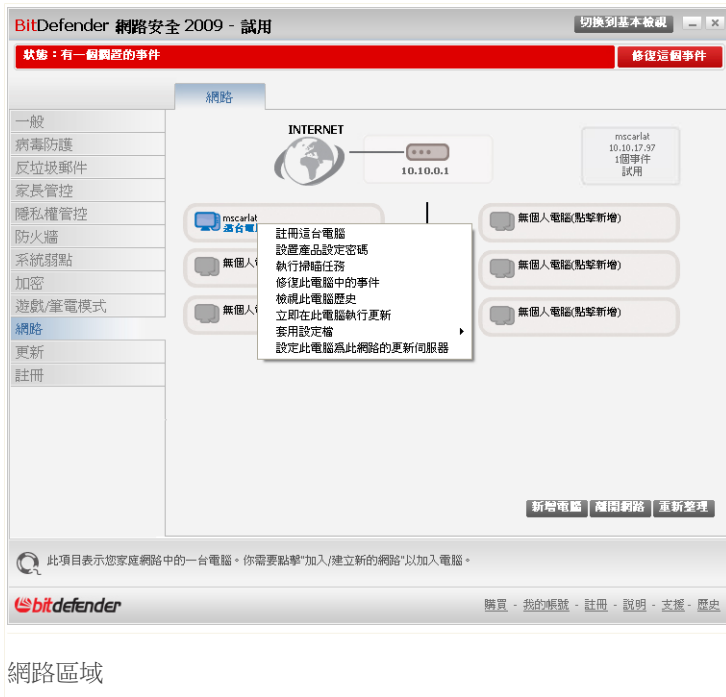 BitDefender 網路安全 2009 - 試用
切換到基本檢視
狀態：有一個擱置的事件
修復這個事件
網路
一般
病毒防護
反垃圾郵件
家長管控
隱私權管控
防火牆
系統弱點
加密
遊戲/筆電模式
網路
更新
註冊
INTERNET
10.10.0.1
mscarlat
10.10.17.97
1個事件
試用
mscarlat
這台電
無個人
無個人
無個人電腦(點擊新增)
無個人電腦(點擊新增)
無個人電腦(點擊新增)
註冊這台電腦
設置產品設定密碼
執行掃瞄任務
修復此電腦中的事件
檢視此電腦歷史
立即在此電腦執行更新
套用設定檔
設定此電腦為此網路的更新伺服器
新增電腦
離開網路
重新整理
此項目表示您家庭網路中的一台電腦。你需要點擊"加入/建立新的網路"以加入電腦。
bitdefender
購買 - 我的帳號 - 註冊 - 說明 - 支援 - 歷史
網路區域